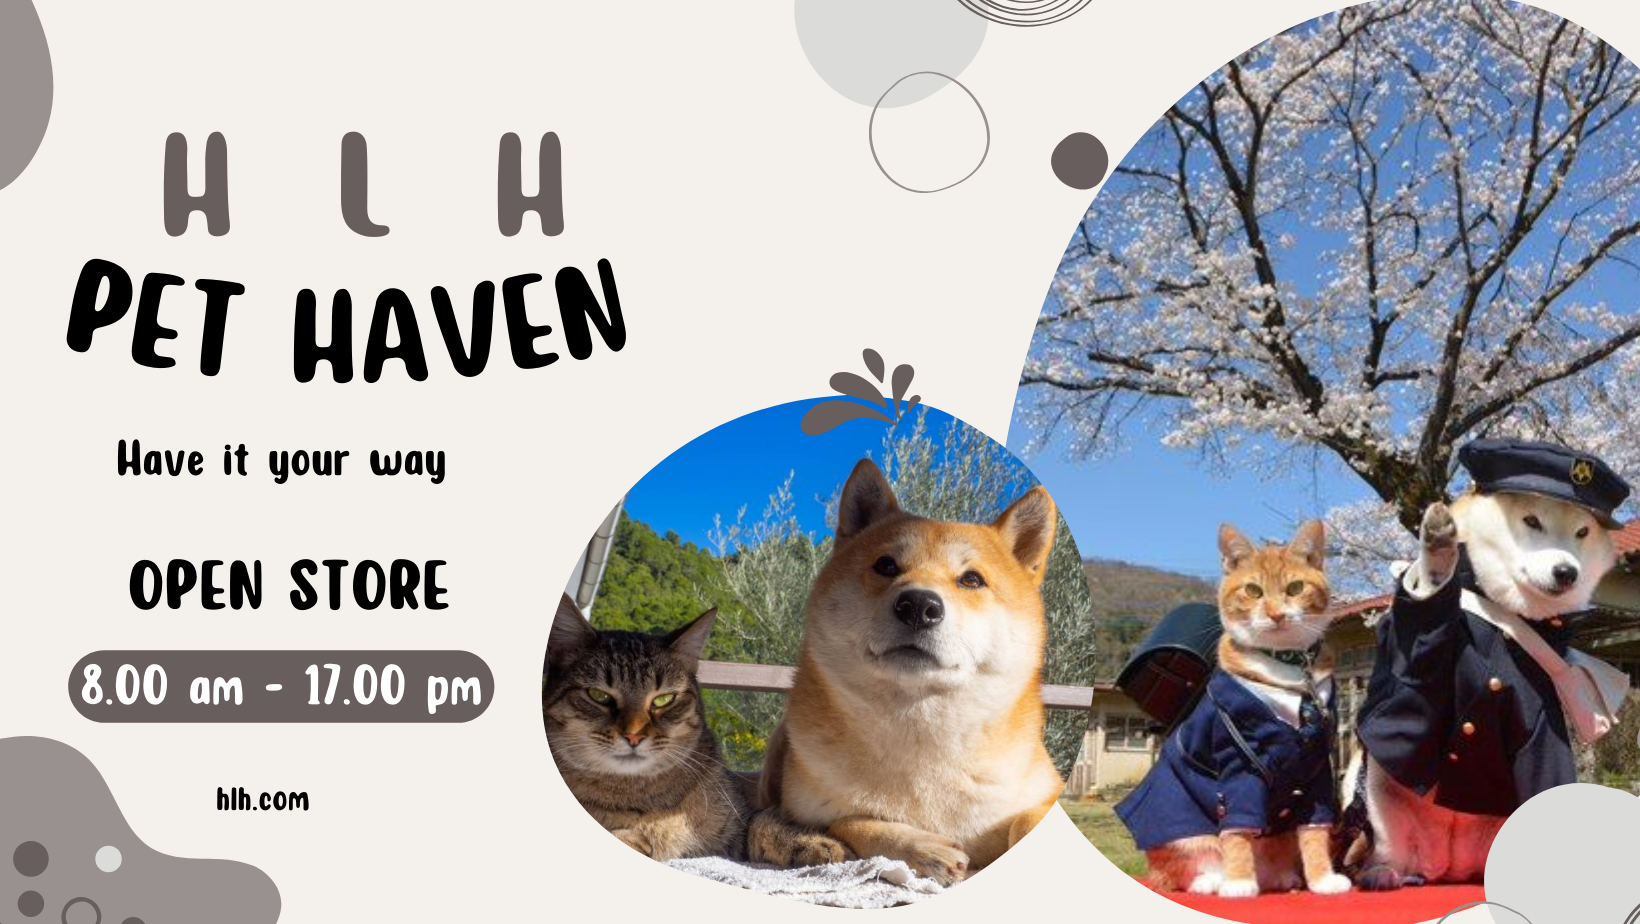 H L H
PET HAVEN
Have it your way
OPEN STORE
8.00 am - 17.00 pm
hlh.com